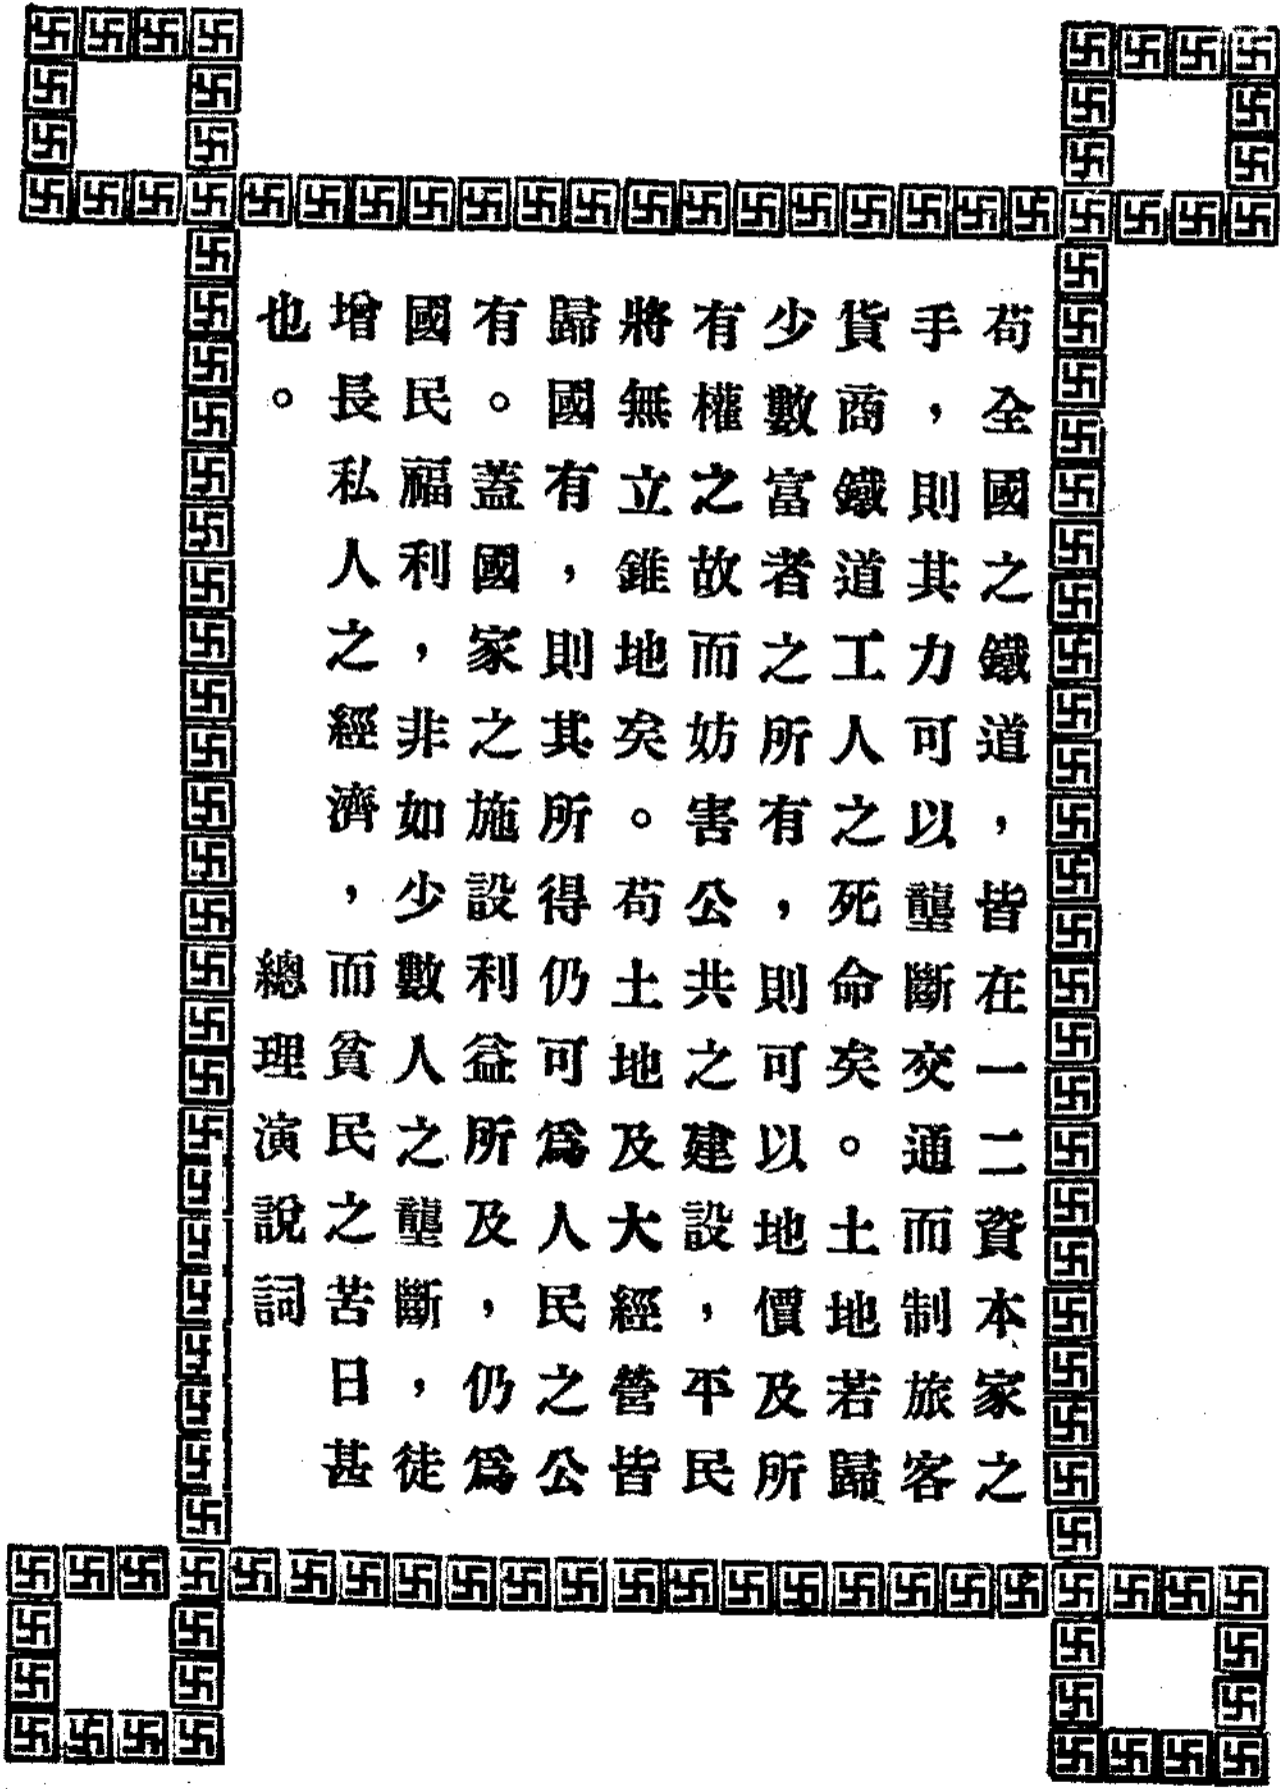 苟全國之鐵道，皆在一二資本家之
手，則其力可以壟斷交通而制旅客
貨商鐵道工人之死命矣。土地若歸
少數富者之所有，則可以地價及所
有權之故而妨害公共之建設，平民
將無立錐地矣。苟土地及大經營皆
歸國有，則其所得仍可爲人民之公
有。蓋國家之施設利益所及，仍爲
國民福利，非如少數人之壟斷，徒
增長私人之經濟，而貧民之苦日甚
也。
總理演說詞